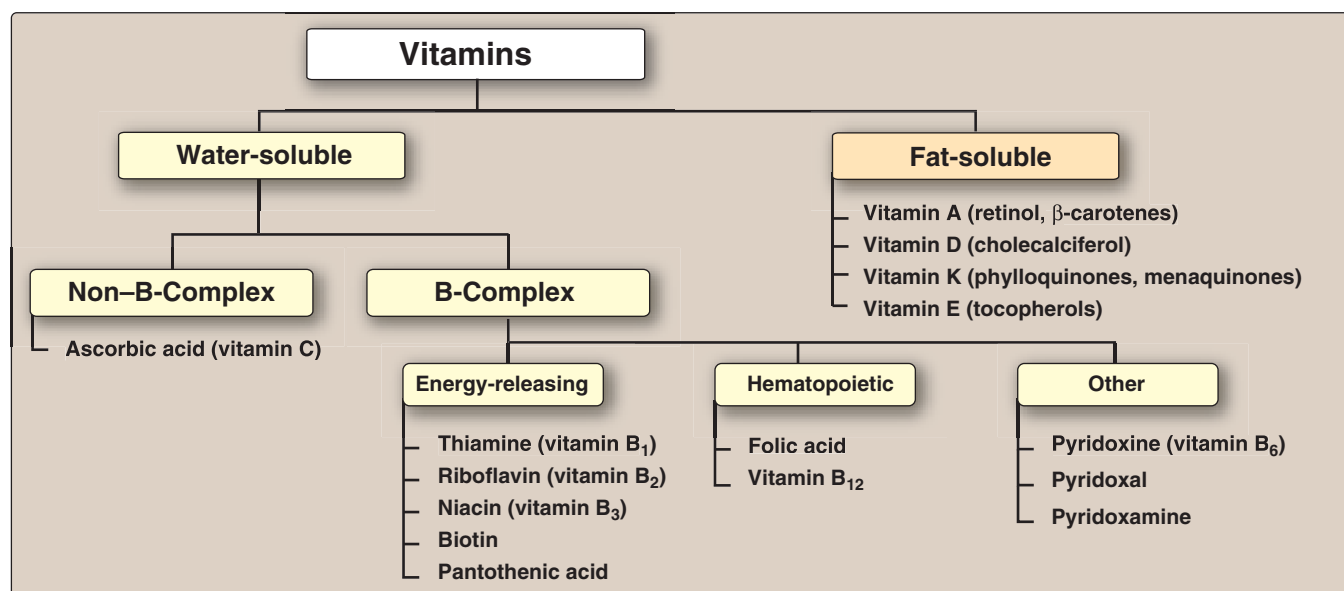 Vitamins
Water-soluble
Fat-soluble
Vitamin A (retinol, β-carotenes)
Vitamin D (cholecalciferol)
Vitamin K (phylloquinones, menaquinones)
Vitamin E (tocopherols)
Non–B-Complex
B-Complex
Ascorbic acid (vitamin C)
Energy-releasing
Hematopoietic
Other
Thiamine (vitamin B₁)
Riboflavin (vitamin B₂)
Niacin (vitamin B₃)
Biotin
Pantothenic acid
Folic acid
Vitamin B₁₂
Pyridoxine (vitamin B₆)
Pyridoxal
Pyridoxamine